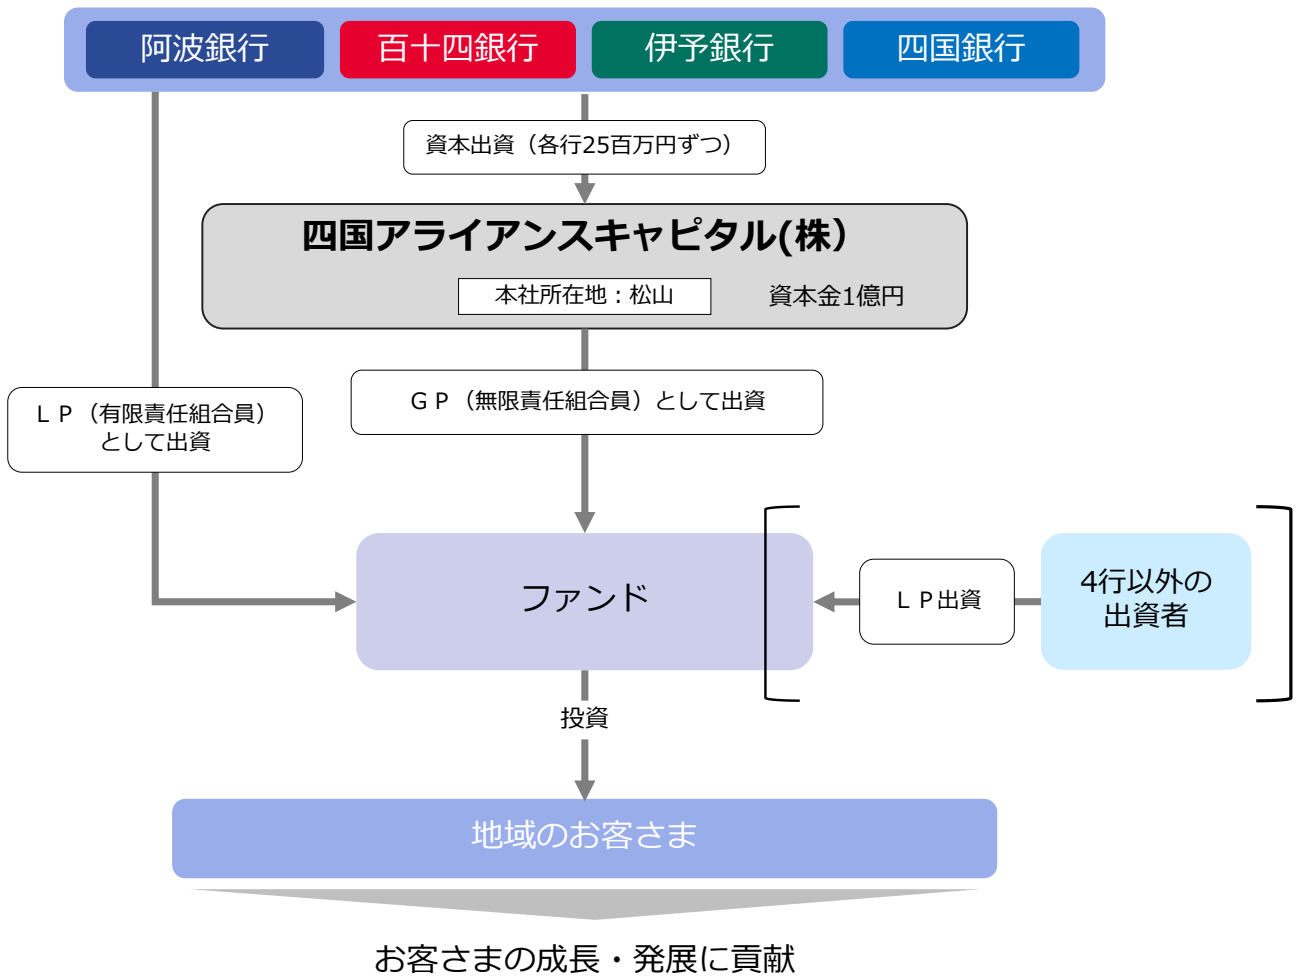 阿波銀行
百十四銀行
伊予銀行
四国銀行
資本出資（各行25百万円ずつ）
四国アライアンスキャピタル(株）
本社所在地：松山
資本金1億円
ＬＰ（有限責任組合員）
として出資
ＧＰ（無限責任組合員）として出資
ファンド
ＬＰ出資
4行以外の
出資者
投資
地域のお客さま
お客さまの成長・発展に貢献